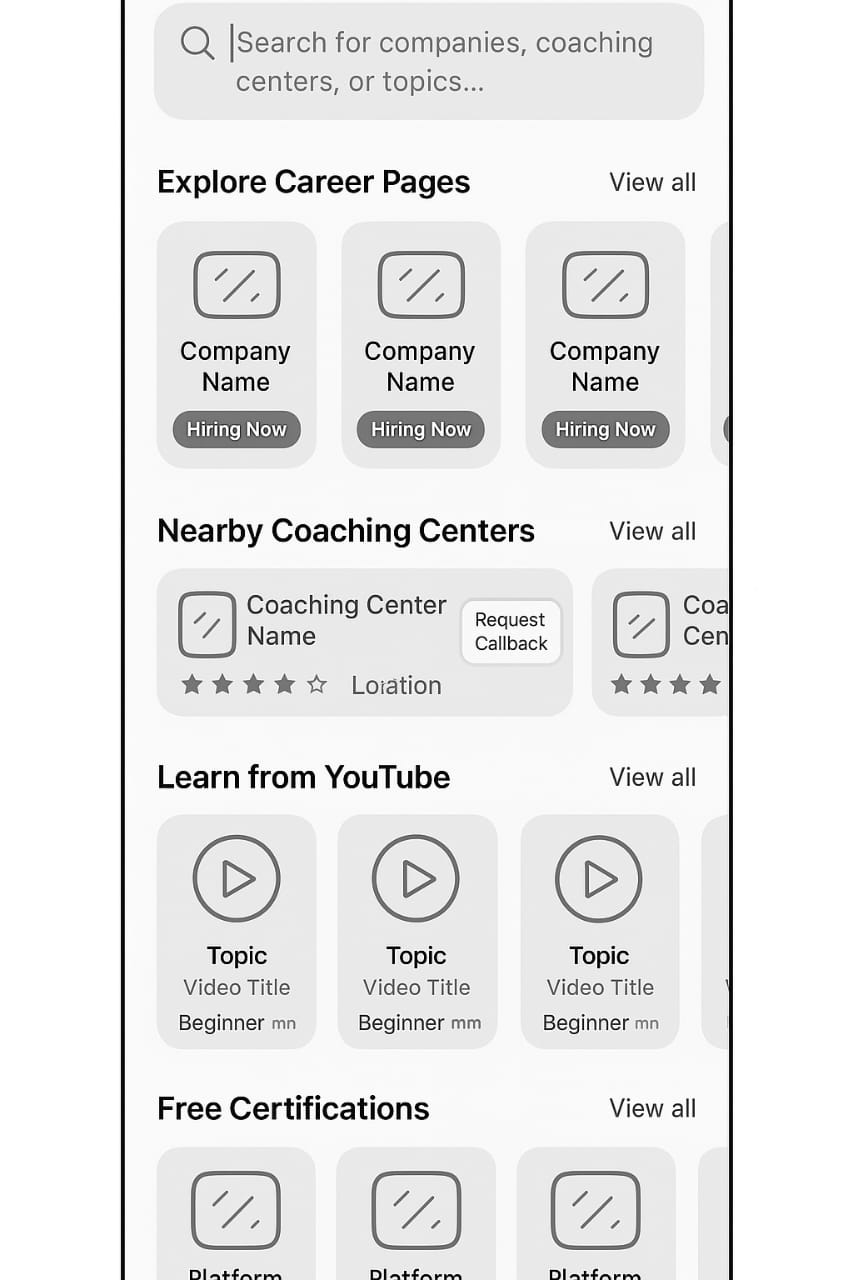 Search for companies, coaching
centers, or topics...
Explore Career Pages
View all
Company
Name
Hiring Now
Company
Name
Hiring Now
Company
Name
Hiring Now
Nearby Coaching Centers
View all
Coaching Center
Name
Request
Callback
Loration
Coa
Cen
Learn from YouTube
View all
Topic
Video Title
Beginner mn
Topic
Video Title
Beginner mm
Topic
Video Title
Beginner mn
Free Certifications
View all
Platform
Platform
Platform